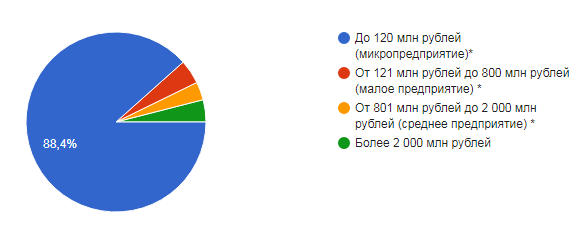 До 120 млн рублей
(микропредприятие)*
От 121 млн рублей до 800 млн рублей
(малое предприятие) *
От 801 млн рублей до 2 000 млн
рублей (среднее предприятие) *
Более 2 000 млн рублей
88,4%